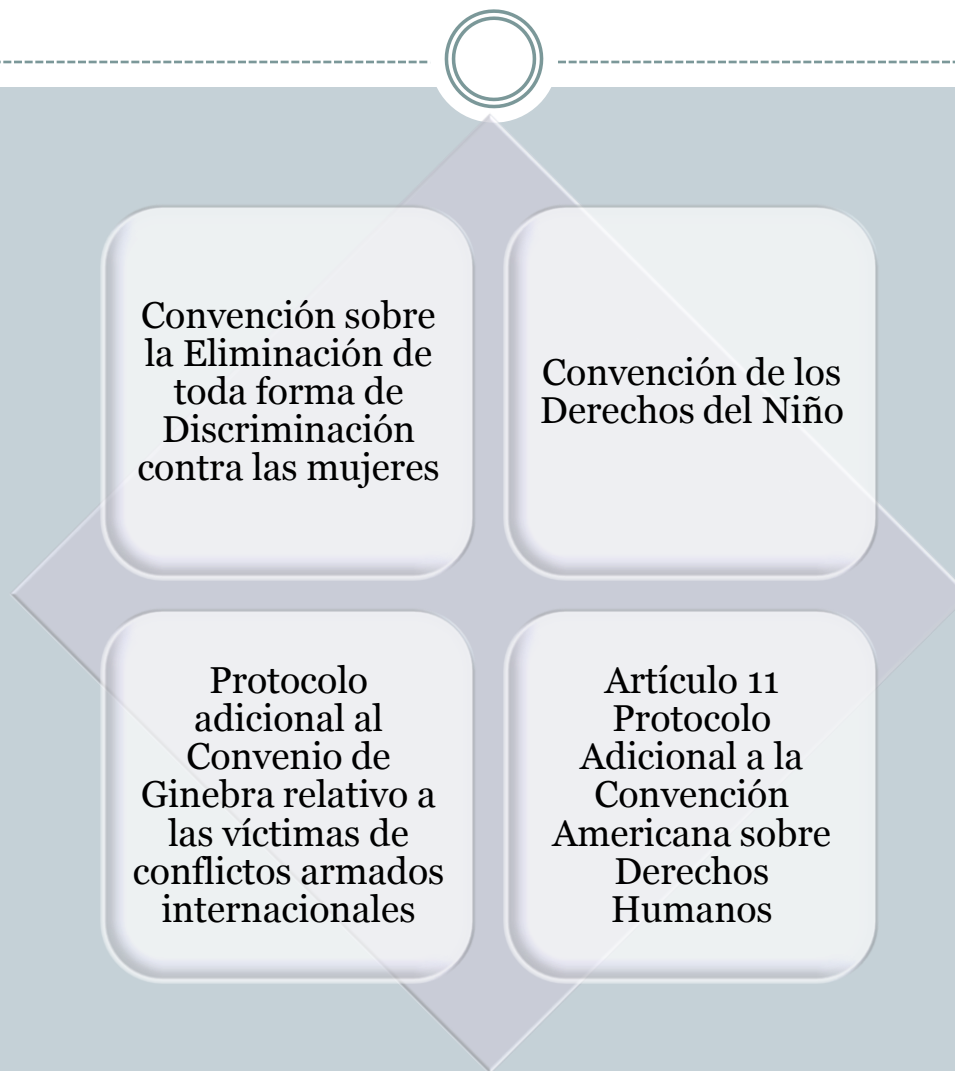 Convención sobre
la Eliminación de
toda forma de
Discriminación
contra las mujeres
Convención de los
Derechos del Niño
Protocolo
adicional al
Convenio de
Ginebra relativo a
las víctimas de
conflictos armados
internacionales
Artículo 11
Protocolo
Adicional a la
Convención
Americana sobre
Derechos
Humanos